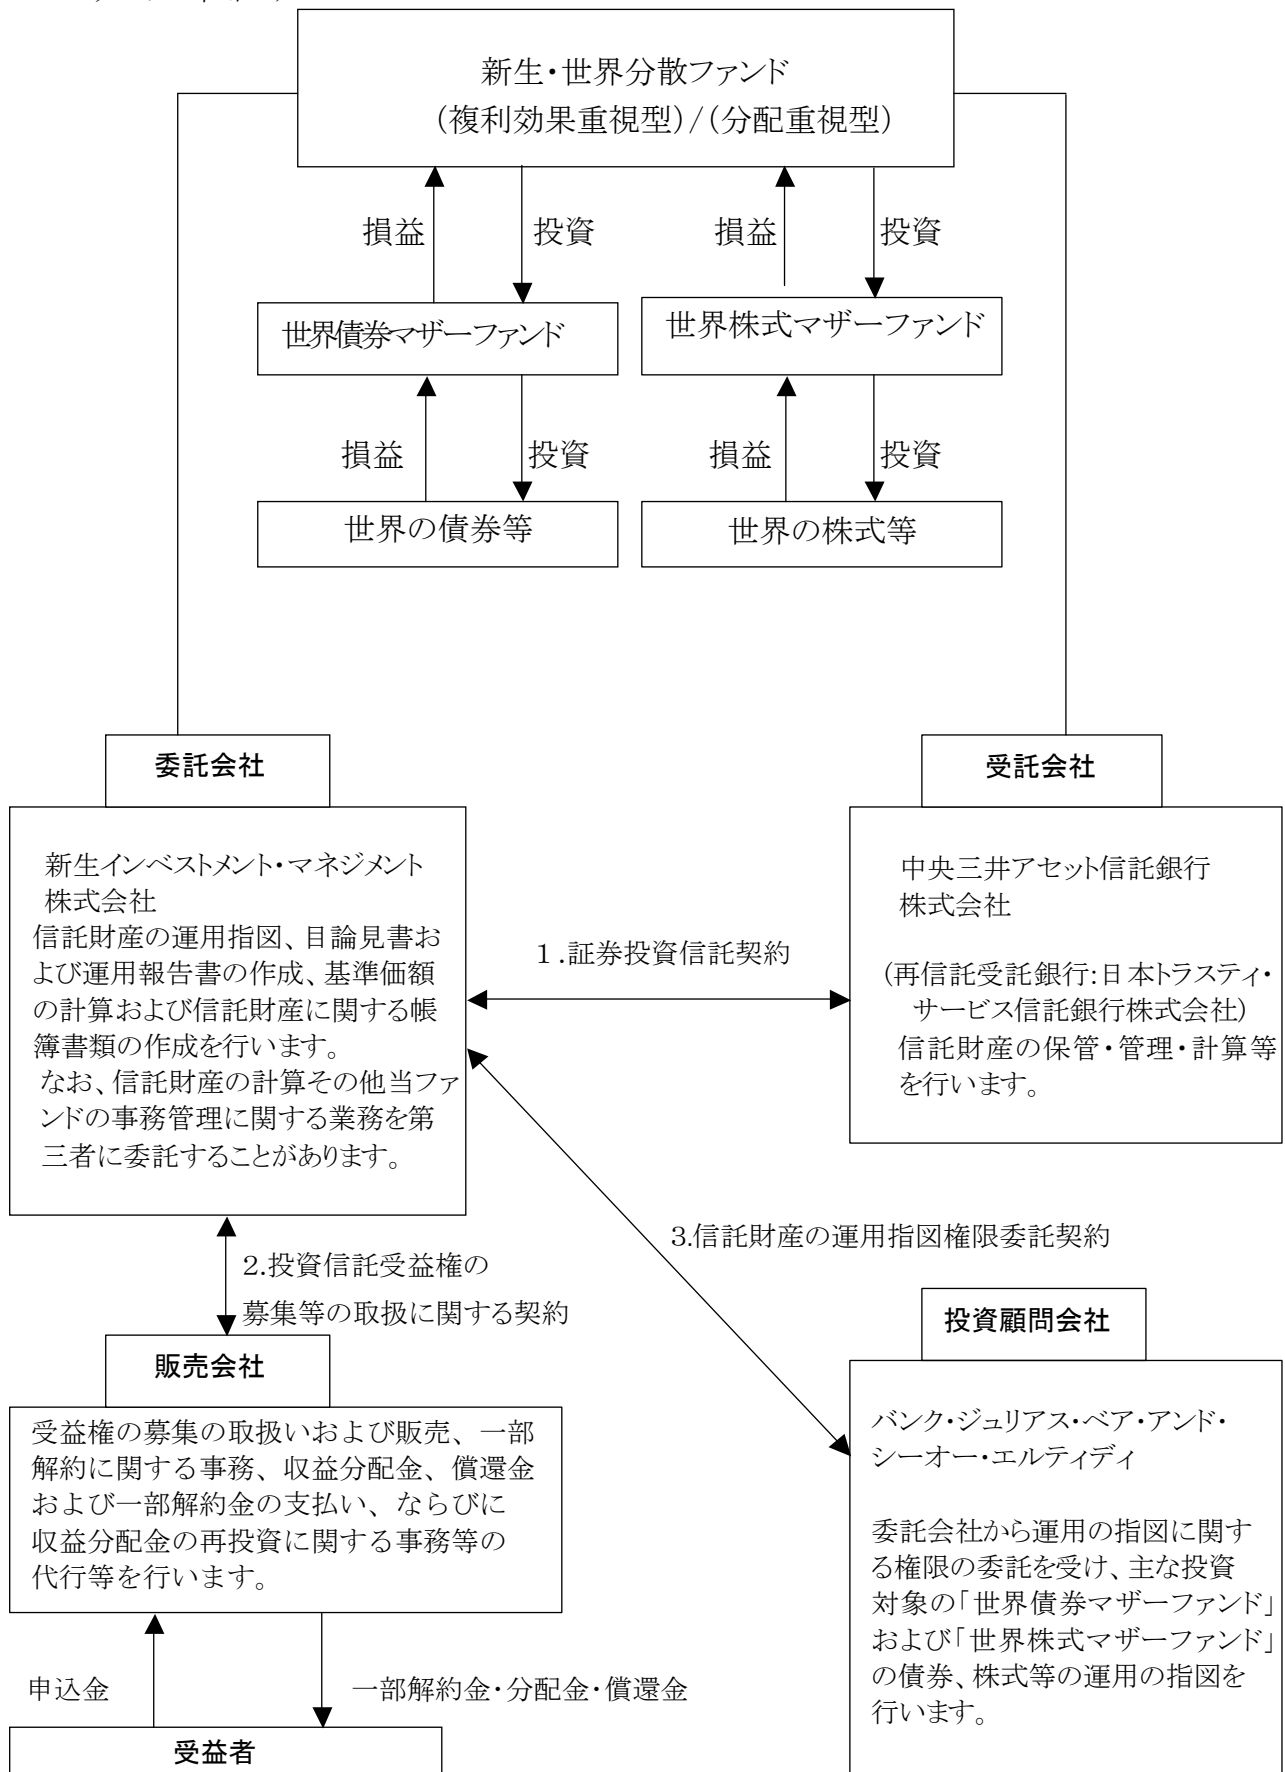 新生・世界分散ファンド
(複利効果重視型)/(分配重視型)
損益
投資
損益
投資
世界債券マザーファンド
世界株式マザーファンド
損益
投資
損益
投資
世界の債券等
世界の株式等
委託会社
受託会社
新生インベストメント・マネジメント
株式会社
信託財産の運用指図、目論見書お
よび運用報告書の作成、基準価額
の計算および信託財産に関する帳
簿書類の作成を行います。
なお、信託財産の計算その他当ファ
ンドの事務管理に関する業務を第
三者に委託することがあります。
1.証券投資信託契約
中央三井アセット信託銀行
株式会社
(再信託受託銀行:日本トラスティ・
サービス信託銀行株式会社)
信託財産の保管・管理・計算等
を行います。
2.投資信託受益権の
募集等の取扱に関する契約
3.信託財産の運用指図権限委託契約
販売会社
受益権の募集の取扱いおよび販売、一部
解約に関する事務、収益分配金、償還金
および一部解約金の支払い、ならびに
収益分配金の再投資に関する事務等の
代行等を行います。
投資顧問会社
バンク・ジュリアス・ベア・アンド・
シーオー・エルティディ
委託会社から運用の指図に関す
る権限の委託を受け、主な投資
対象の「世界債券マザーファンド」
および「世界株式マザーファンド」
の債券、株式等の運用の指図を
行います。
申込金
一部解約金・分配金・償還金
受益者